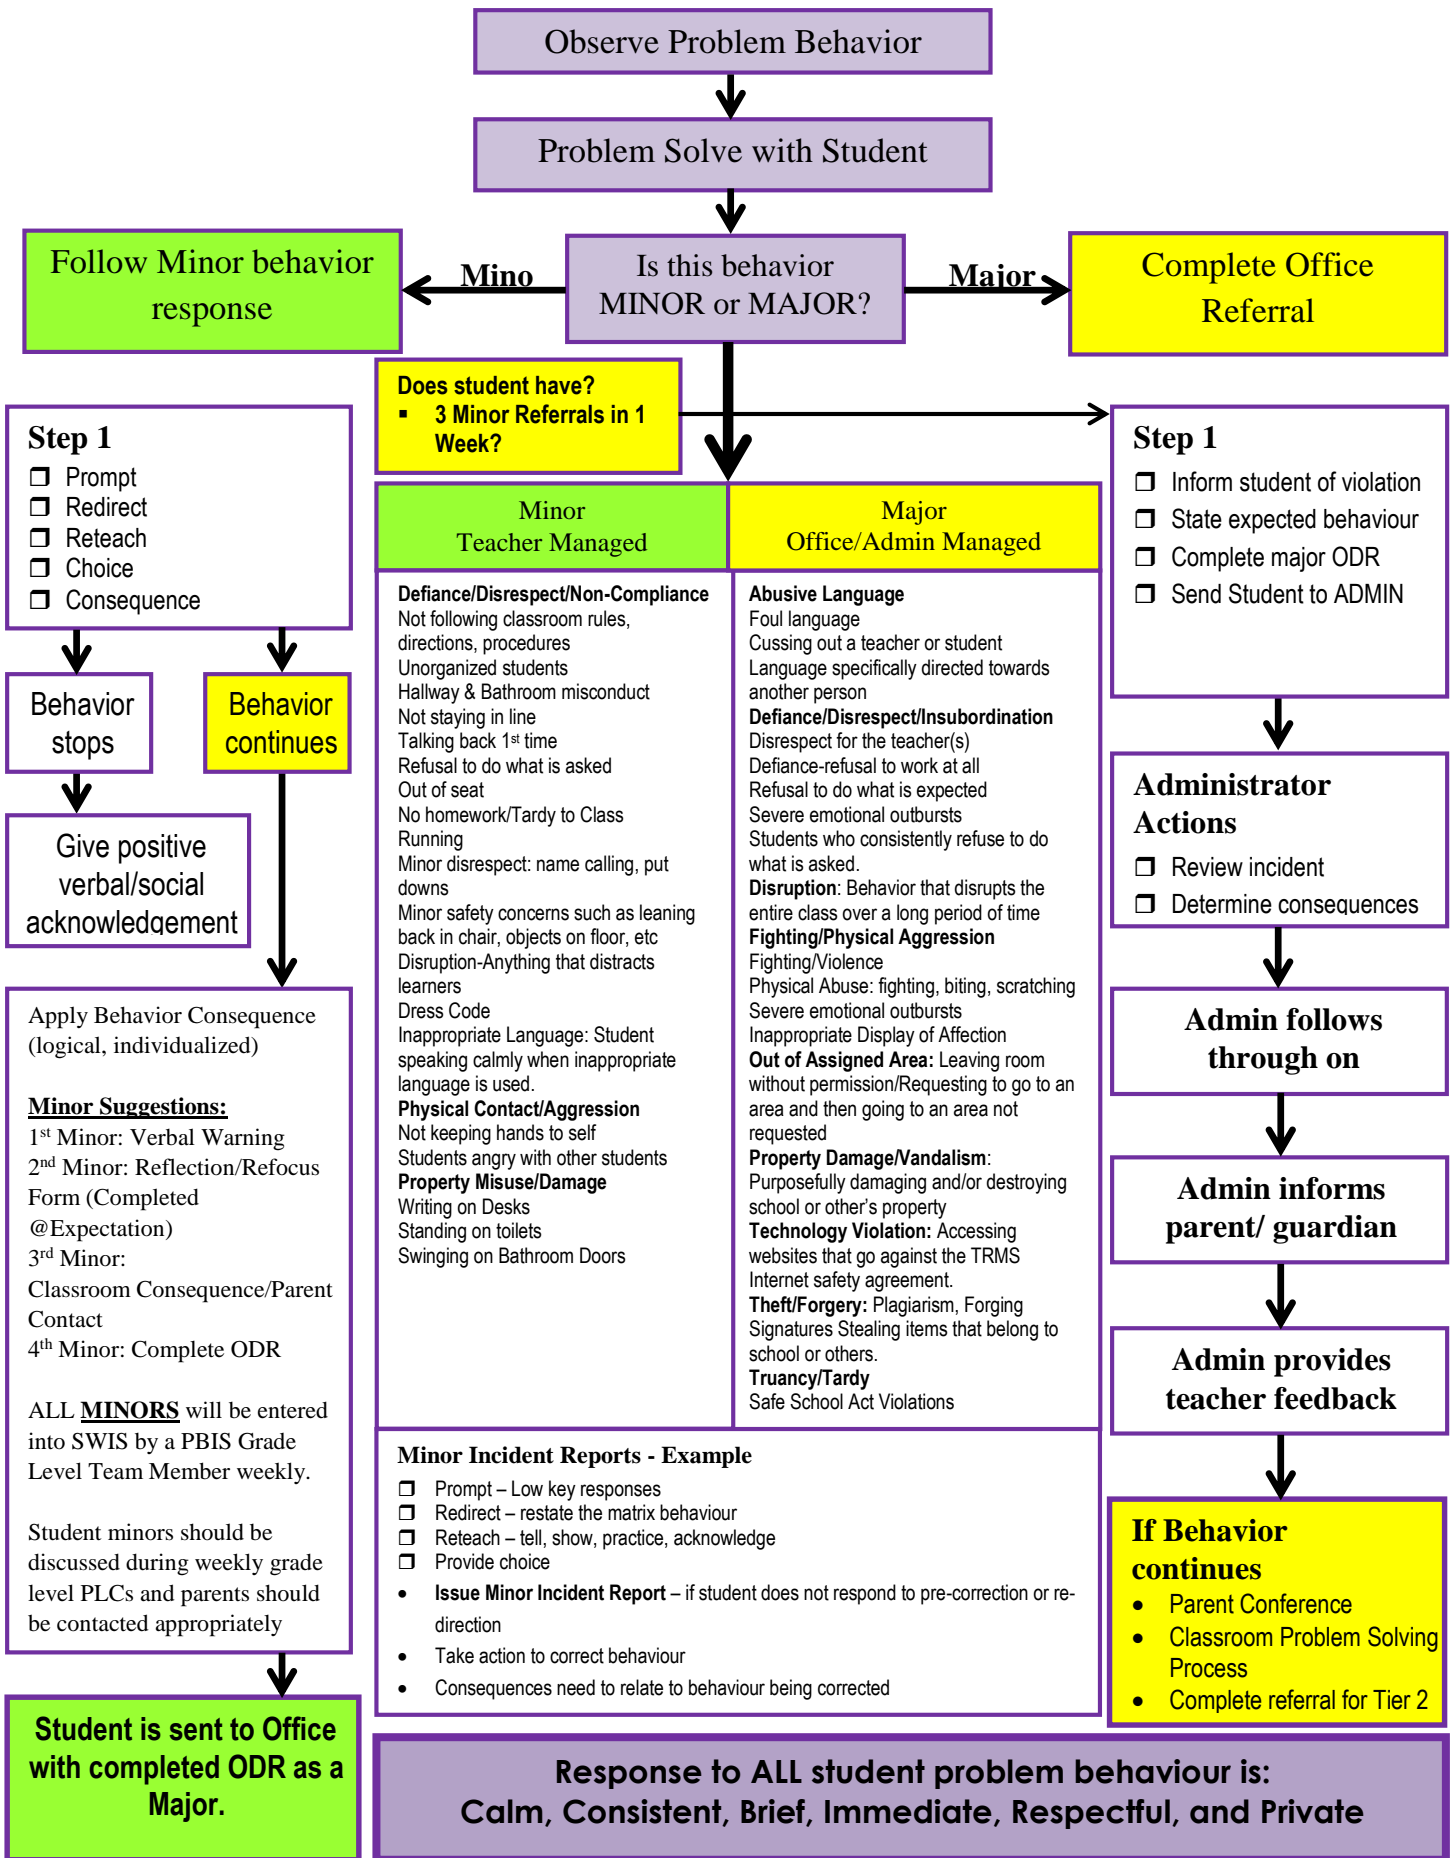 Observe Problem Behavior
Problem Solve with Student
Follow Minor behavior
response
Mino
Is this behavior
MINOR or MAJOR?
Major
Complete Office
Referral
Does student have?
▪ 3 Minor Referrals in 1
Week?
Step 1
❒ Prompt
❒ Redirect
❒ Reteach
❒ Choice
❒ Consequence
Behavior
stops
Behavior
continues
Give positive
verbal/social
acknowledgement
Apply Behavior Consequence
(logical, individualized)
Minor Suggestions:
1st Minor: Verbal Warning
2nd Minor: Reflection/Refocus
Form (Completed
@Expectation)
3rd Minor:
Classroom Consequence/Parent
Contact
4th Minor: Complete ODR
ALL MINORS will be entered
into SWIS by a PBIS Grade
Level Team Member weekly.
Student minors should be
discussed during weekly grade
level PLCs and parents should
be contacted appropriately
Student is sent to Office
with completed ODR as a
Major.
Minor
Teacher Managed
Defiance/Disrespect/Non-Compliance
Not following classroom rules,
directions, procedures
Unorganized students
Hallway & Bathroom misconduct
Not staying in line
Talking back 1st time
Refusal to do what is asked
Out of seat
No homework/Tardy to Class
Running
Minor disrespect: name calling, put
downs
Minor safety concerns such as leaning
back in chair, objects on floor, etc
Disruption-Anything that distracts
learners
Dress Code
Inappropriate Language: Student
speaking calmly when inappropriate
language is used.
Physical Contact/Aggression
Not keeping hands to self
Students angry with other students
Property Misuse/Damage
Writing on Desks
Standing on toilets
Swinging on Bathroom Doors
Major
Office/Admin Managed
Abusive Language
Foul language
Cussing out a teacher or student
Language specifically directed towards
another person
Defiance/Disrespect/Insubordination
Disrespect for the teacher(s)
Defiance-refusal to work at all
Refusal to do what is expected
Severe emotional outbursts
Students who consistently refuse to do
what is asked.
Disruption: Behavior that disrupts the
entire class over a long period of time
Fighting/Physical Aggression
Fighting/Violence
Physical Abuse: fighting, biting, scratching
Severe emotional outbursts
Inappropriate Display of Affection
Out of Assigned Area: Leaving room
without permission/Requesting to go to an
area and then going to an area not
requested
Property Damage/Vandalism:
Purposefully damaging and/or destroying
school or other's property
Technology Violation: Accessing
websites that go against the TRMS
Internet safety agreement.
Theft/Forgery: Plagiarism, Forging
Signatures Stealing items that belong to
school or others.
Truancy/Tardy
Safe School Act Violations
Minor Incident Reports - Example
❒ Prompt – Low key responses
❒ Redirect – restate the matrix behaviour
❒ Reteach – tell, show, practice, acknowledge
❒ Provide choice
• Issue Minor Incident Report – if student does not respond to pre-correction or re-
direction
• Take action to correct behaviour
• Consequences need to relate to behaviour being corrected
Step 1
❒ Inform student of violation
❒ State expected behaviour
❒ Complete major ODR
❒ Send Student to ADMIN
Administrator
Actions
❒ Review incident
❒ Determine consequences
Admin follows
through on
Admin informs
parent/ guardian
Admin provides
teacher feedback
If Behavior
continues
• Parent Conference
• Classroom Problem Solving
Process
• Complete referral for Tier 2
Response to ALL student problem behaviour is:
Calm, Consistent, Brief, Immediate, Respectful, and Private